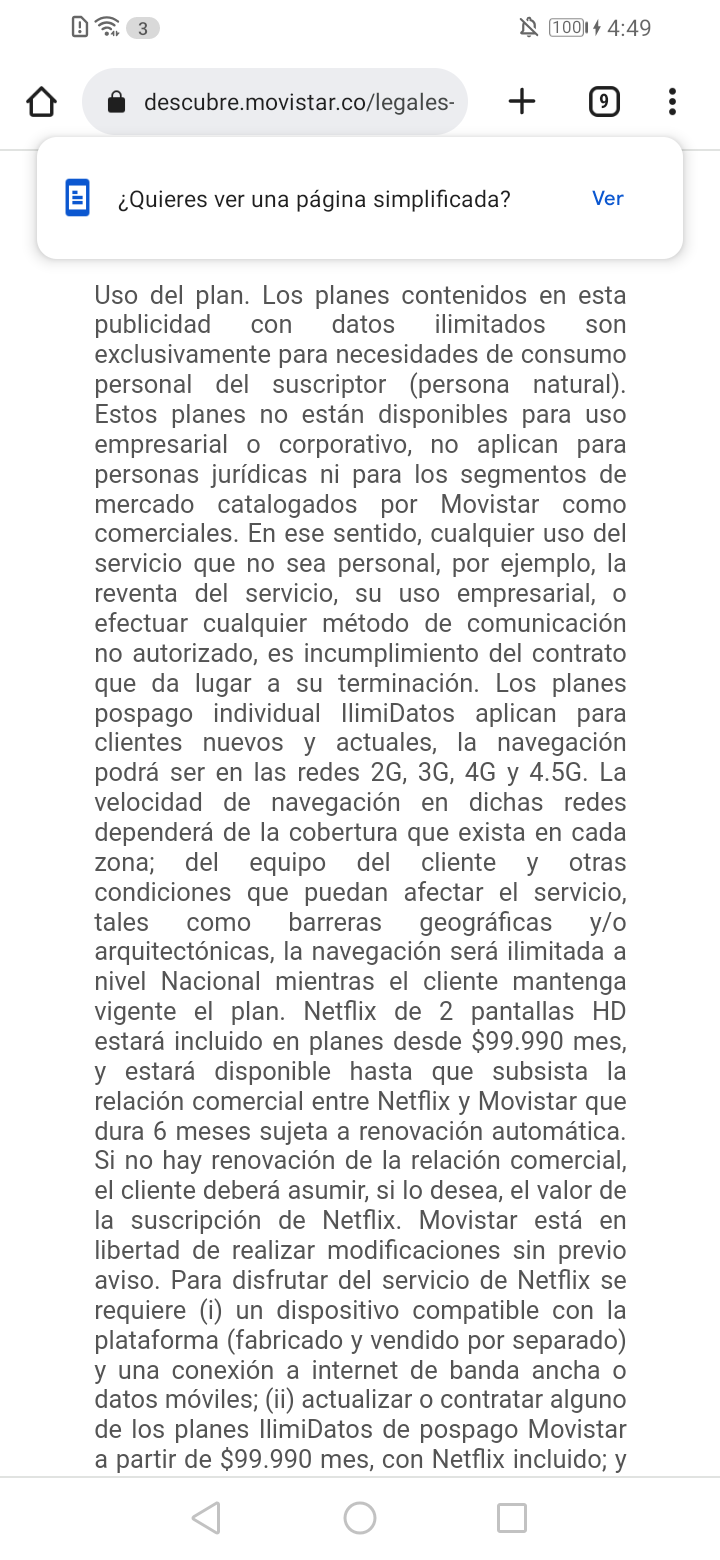 3
100
4:49
descubre.movistar.co/legales-
9
¿Quieres ver una página simplificada?
Ver
Uso del plan. Los planes contenidos en esta
publicidad con datos ilimitados son
exclusivamente para necesidades de consumo
personal del suscriptor (persona natural).
Estos planes no están disponibles para uso
empresarial o corporativo, no aplican para
personas jurídicas ni para los segmentos de
mercado catalogados por Movistar como
comerciales. En ese sentido, cualquier uso del
servicio que no sea personal, por ejemplo, la
reventa del servicio, su uso empresarial, o
efectuar cualquier método de comunicación
no autorizado, es incumplimiento del contrato
que da lugar a su terminación. Los planes
pospago individual IlimiDatos aplican para
clientes nuevos y actuales, la navegación
podrá ser en las redes 2G, 3G, 4G y 4.5G. La
velocidad de navegación en dichas redes
dependerá de la cobertura que exista en cada
zona; del equipo del cliente y otras
condiciones que puedan afectar el servicio,
tales como barreras geográficas y/o
arquitectónicas, la navegación será ilimitada a
nivel Nacional mientras el cliente mantenga
vigente el plan. Netflix de 2 pantallas HD
estará incluido en planes desde $99.990 mes,
y estará disponible hasta que subsista la
relación comercial entre Netflix y Movistar que
dura 6 meses sujeta a renovación automática.
Si no hay renovación de la relación comercial,
el cliente deberá asumir, si lo desea, el valor de
la suscripción de Netflix. Movistar está en
libertad de realizar modificaciones sin previo
aviso. Para disfrutar del servicio de Netflix se
requiere (i) un dispositivo compatible con la
plataforma (fabricado y vendido por separado)
y una conexión a internet de banda ancha o
datos móviles; (ii) actualizar o contratar alguno
de los planes IlimiDatos de pospago Movistar
a partir de $99.990 mes, con Netflix incluido; y